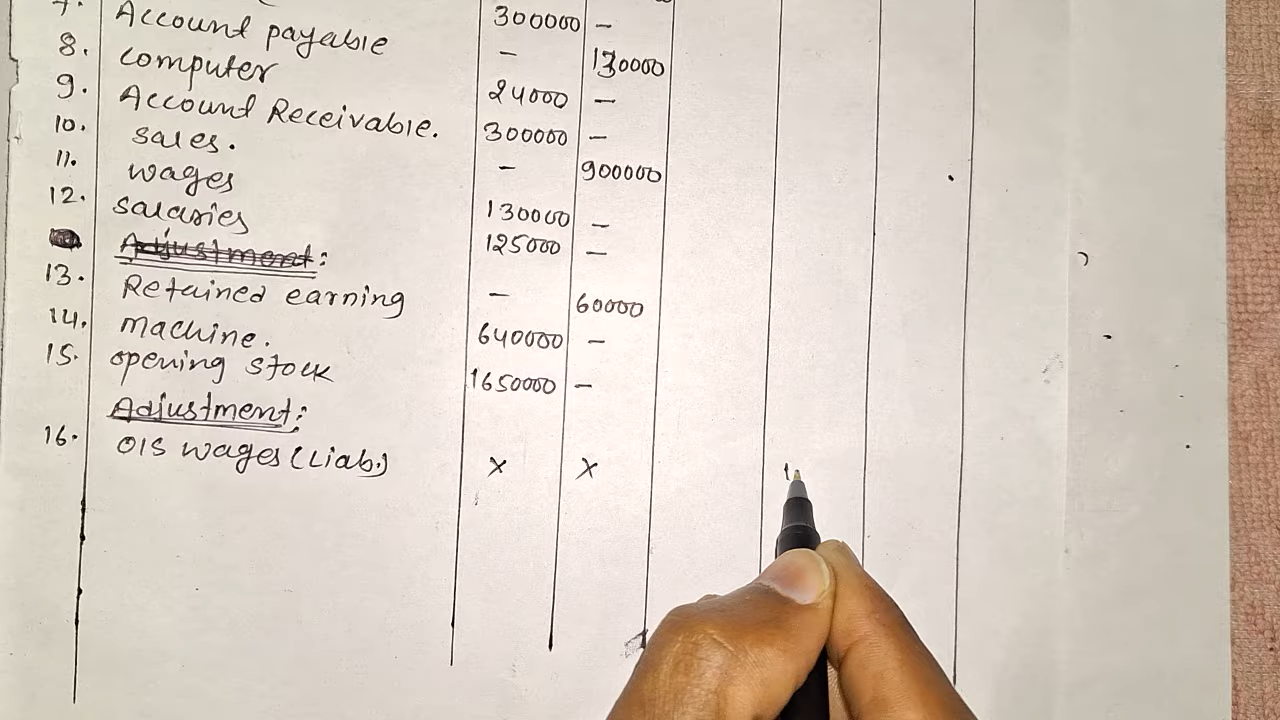 7. 300000 –
8. Account payable – 130000
9. Computer 24000 –
10. Account Receivable. 300000 –
11. Sales. – 900000
12. wages 130000 –
Salaries 125000 –
Adjustment:
13. Retained earning – 60000
14. machine. 640000 –
15. opening stock 1650000 –
Adjustment:
16. O/S wages (Liab.) x x